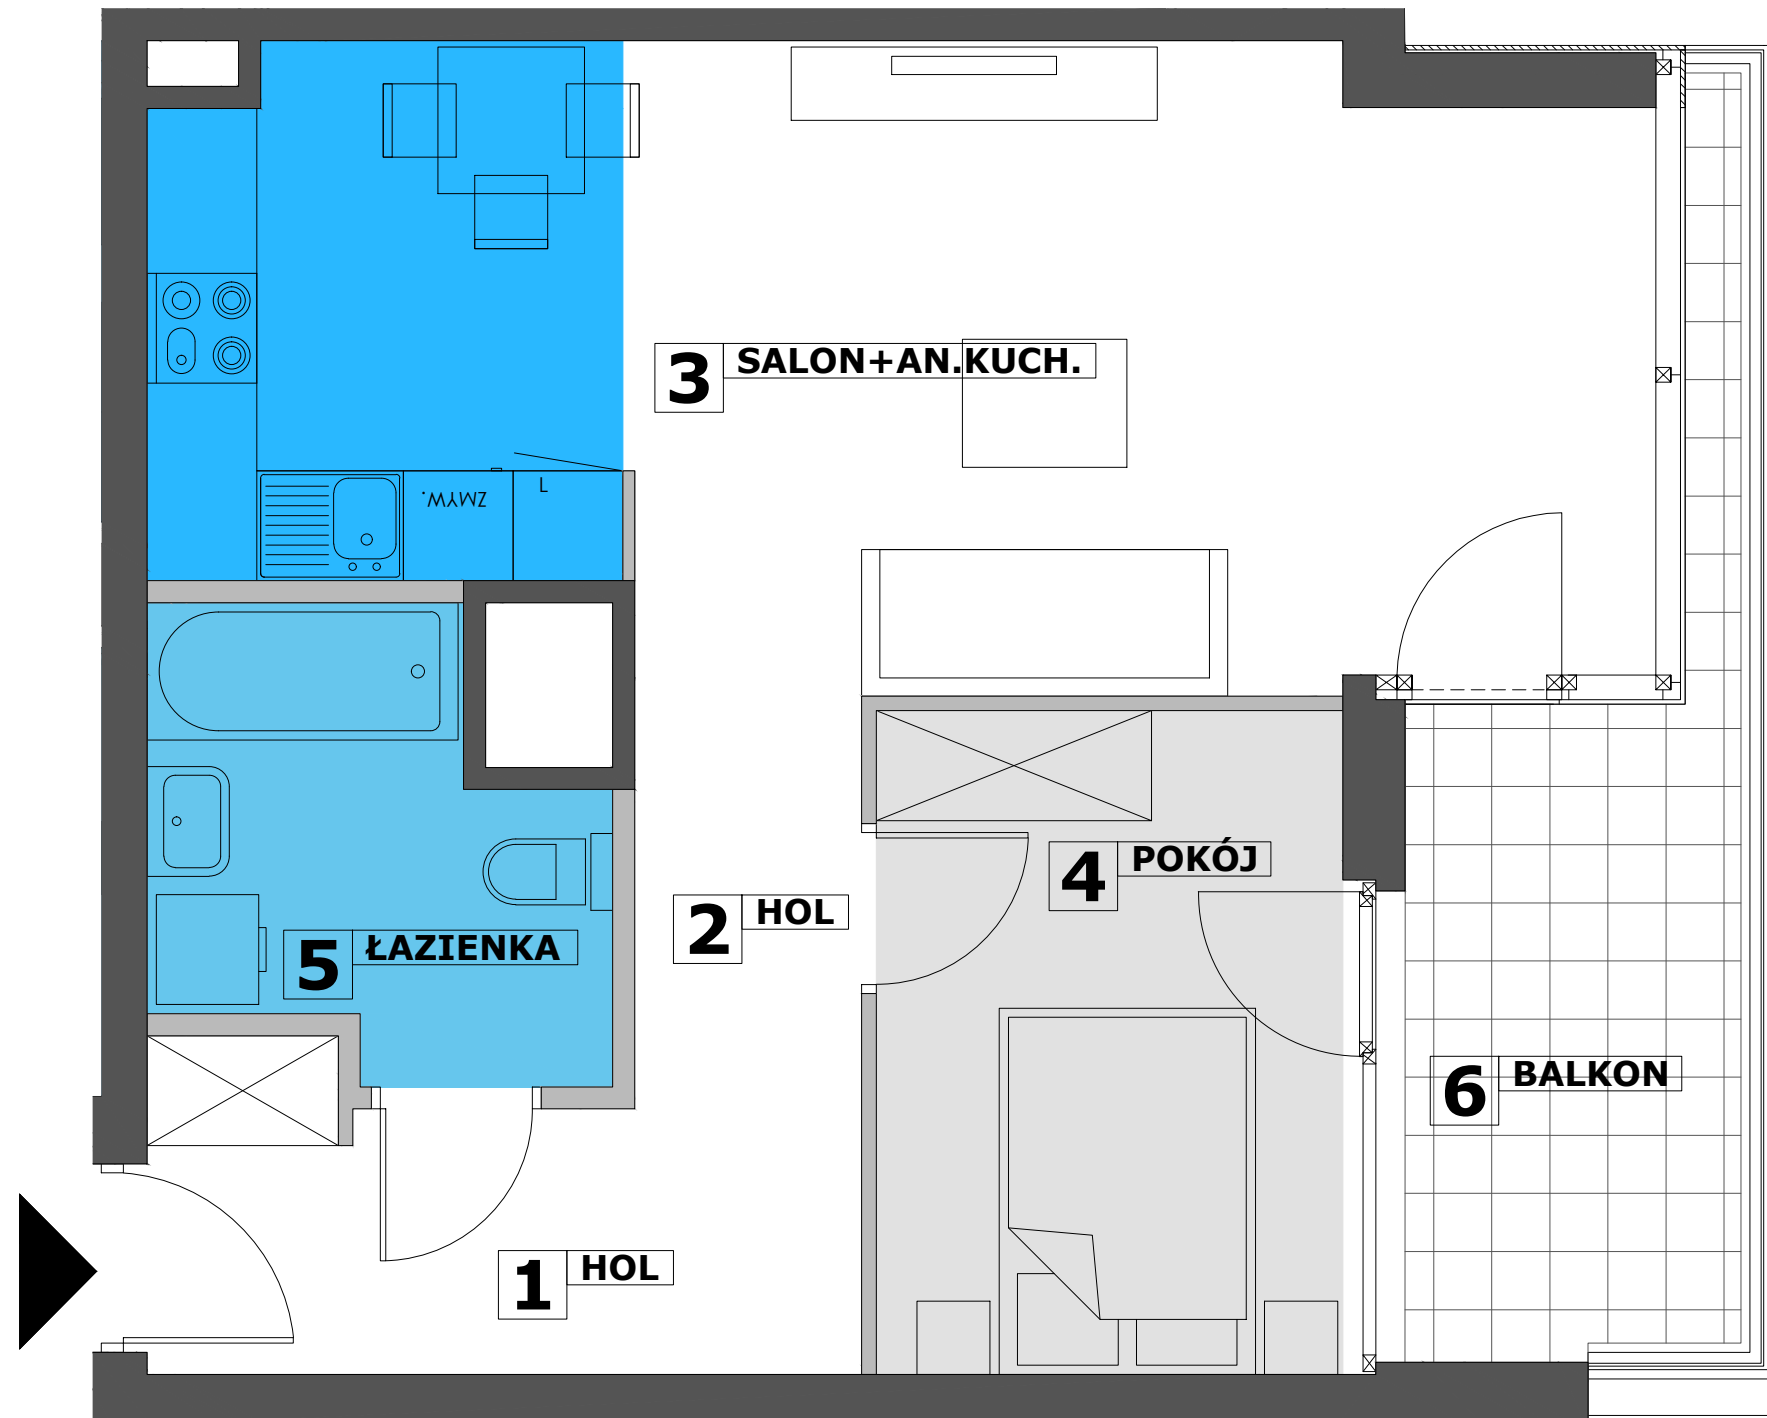 3 SALON+AN.KUCH.
ZMYW.
L
4 POKÓJ
2 HOL
5 ŁAZIENKA
6 BALKON
1 HOL